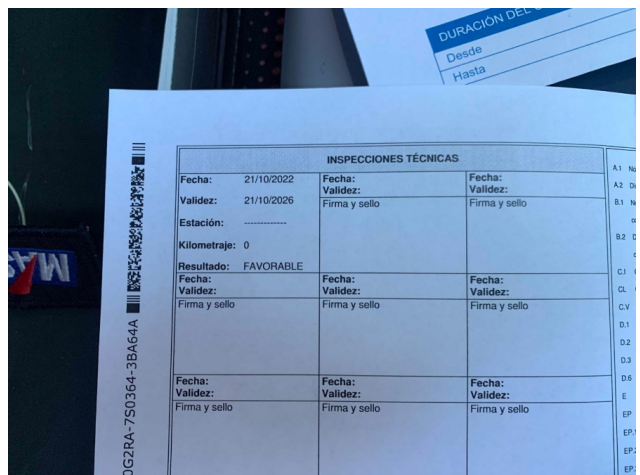 DURACIÓN DEL
Desde
Hasta
INSPECCIONES TÉCNICAS
Fecha: 21/10/2022
Validez: 21/10/2026
Estación: ------------
Kilometraje: 0
Resultado: FAVORABLE
Fecha:
Validez:
Firma y sello
Fecha:
Validez:
Firma y sello
Fecha:
Validez:
Firma y sello
Fecha:
Validez:
Firma y sello
Fecha:
Validez:
Firma y sello
Fecha:
Validez:
Firma y sello
Fecha:
Validez:
Firma y sello
Fecha:
Validez:
Firma y sello
A.1
A.2
B.1
B.2
C.I
CL
C.V
D.1
D.2
D.3
D.6
E
EP
EP.1
0G2RA-7S0364-3BA64A